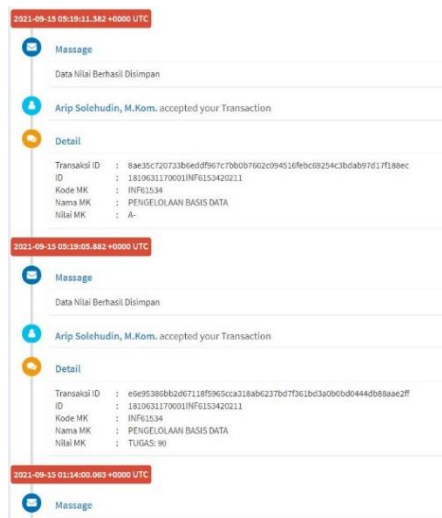 2021-09-15 05:19:11.382 +0000 UTC
Massage
Data Nilai Berhasil Disimpan
Arip Solehudin, M.Kom. accepted your Transaction
Detail
Transaksi ID : 8ae35c720733b6eddf967c7bb0b7602c094516febc69254c3bdab97d17f188ec
ID : 1810631170001INF6153420211
Kode MK : INF61534
Nama MK : PENGELOLAAN BASIS DATA
Nilai MK : A-
2021-09-15 05:19:05.882 +0000 UTC
Massage
Data Nilai Berhasil Disimpan
Arip Solehudin, M.Kom. accepted your Transaction
Detail
Transaksi ID : e6e95386bb2d67118f5965cca318ab6237bd7f361bd3a0b0bd0444db88aae2ff
ID : 1810631170001INF6153420211
Kode MK : INF61534
Nama MK : PENGELOLAAN BASIS DATA
Nilai MK : TUGAS: 90
2021-09-15 01:14:00.063 +0000 UTC
Massage